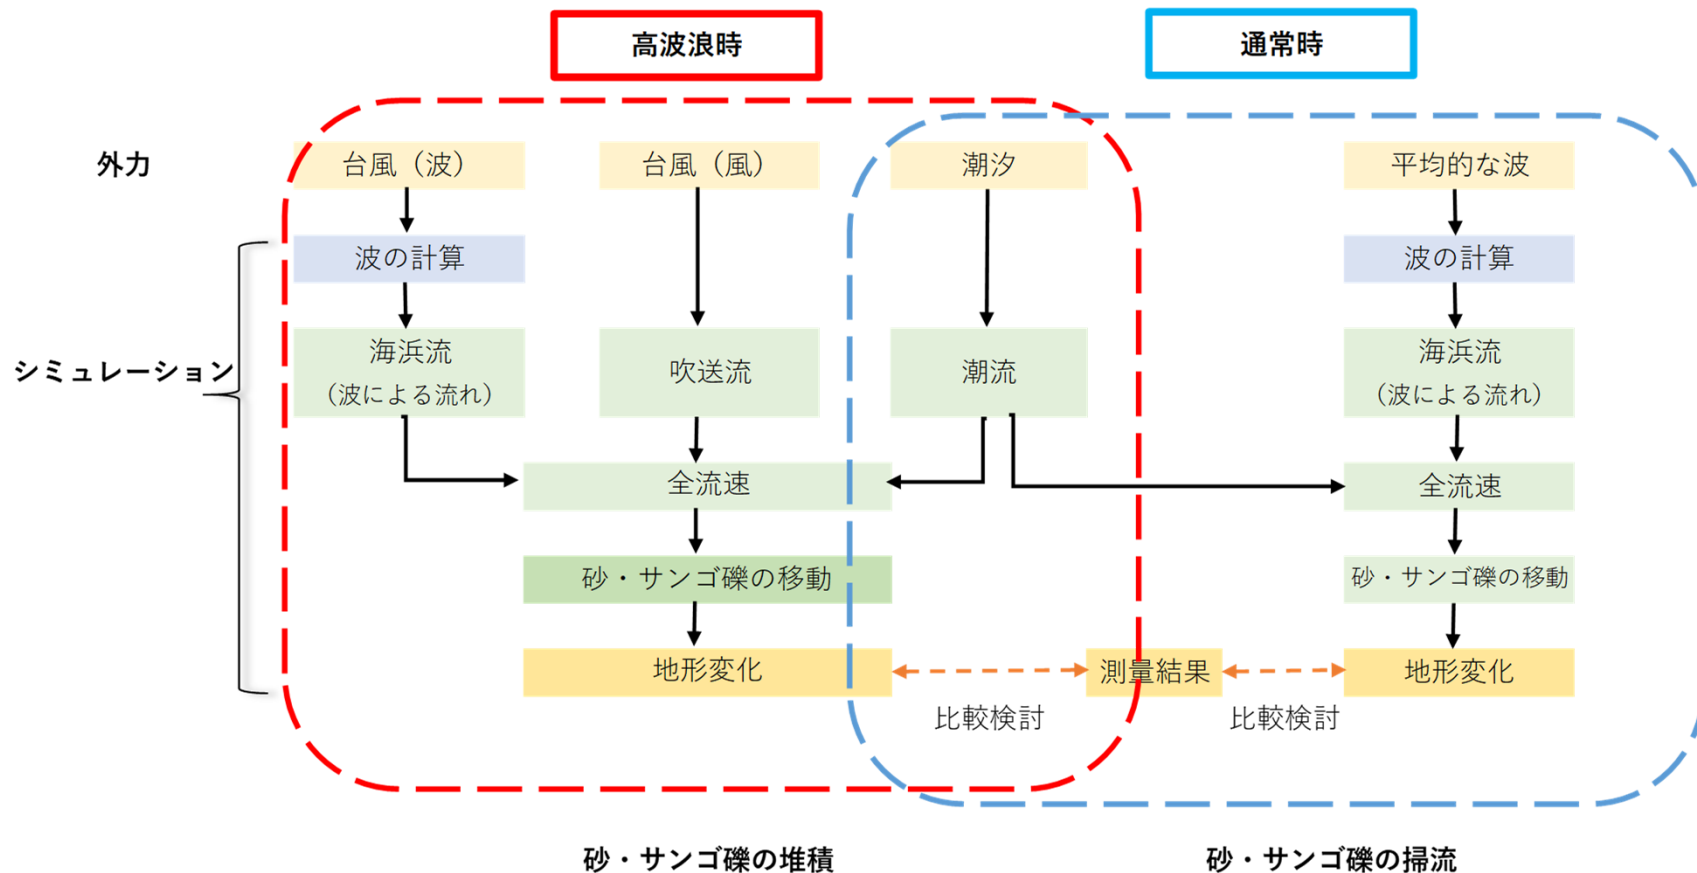 高波浪時
通常時
外力
台風（波）
台風（風）
潮汐
平均的な波
波の計算
波の計算
シミュレーション
海浜流
（波による流れ）
吹送流
潮流
海浜流
（波による流れ）
全流速
全流速
砂・サンゴ礫の移動
砂・サンゴ礫の移動
地形変化
測量結果
地形変化
比較検討
比較検討
砂・サンゴ礫の堆積
砂・サンゴ礫の掃流